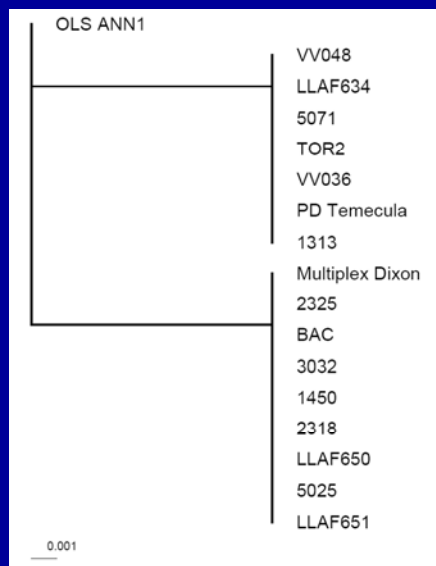 OLS ANN1
VV048
LLAF634
5071
TOR2
VV036
PD Temecula
1313
Multiplex Dixon
2325
BAC
3032
1450
2318
LLAF650
5025
LLAF651
0.001